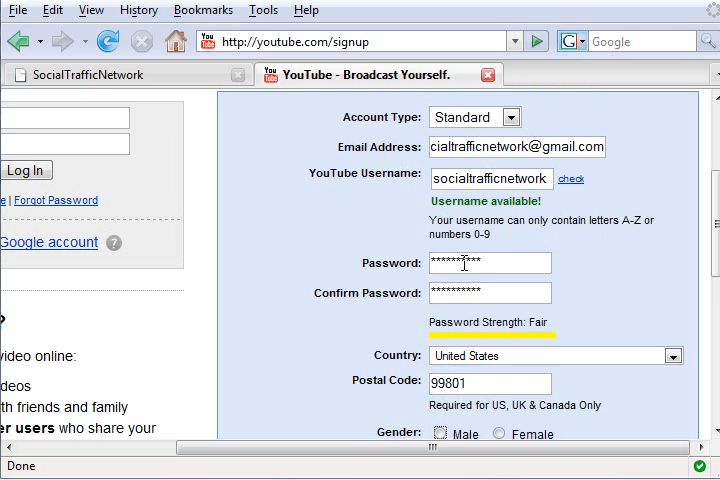 File Edit View History Bookmarks Tools Help
You Tube http://youtube.com/signup G Google
SocialTrafficNetwork You Tube YouTube - Broadcast Yourself.
Account Type: Standard
Email Address: cialtrafficnetwork@gmail.com
YouTube Username: socialtrafficnetwork check
Username available!
Your username can only contain letters A-Z or
numbers 0-9
Log In
Forgot Password
Google account ?
Password: **********
Confirm Password: **********
Password Strength: Fair
Country: United States
Postal Code: 99801
Required for US, UK & Canada Only
Gender: Male Female
?
video online:
deos
th friends and family
er users who share your
Done